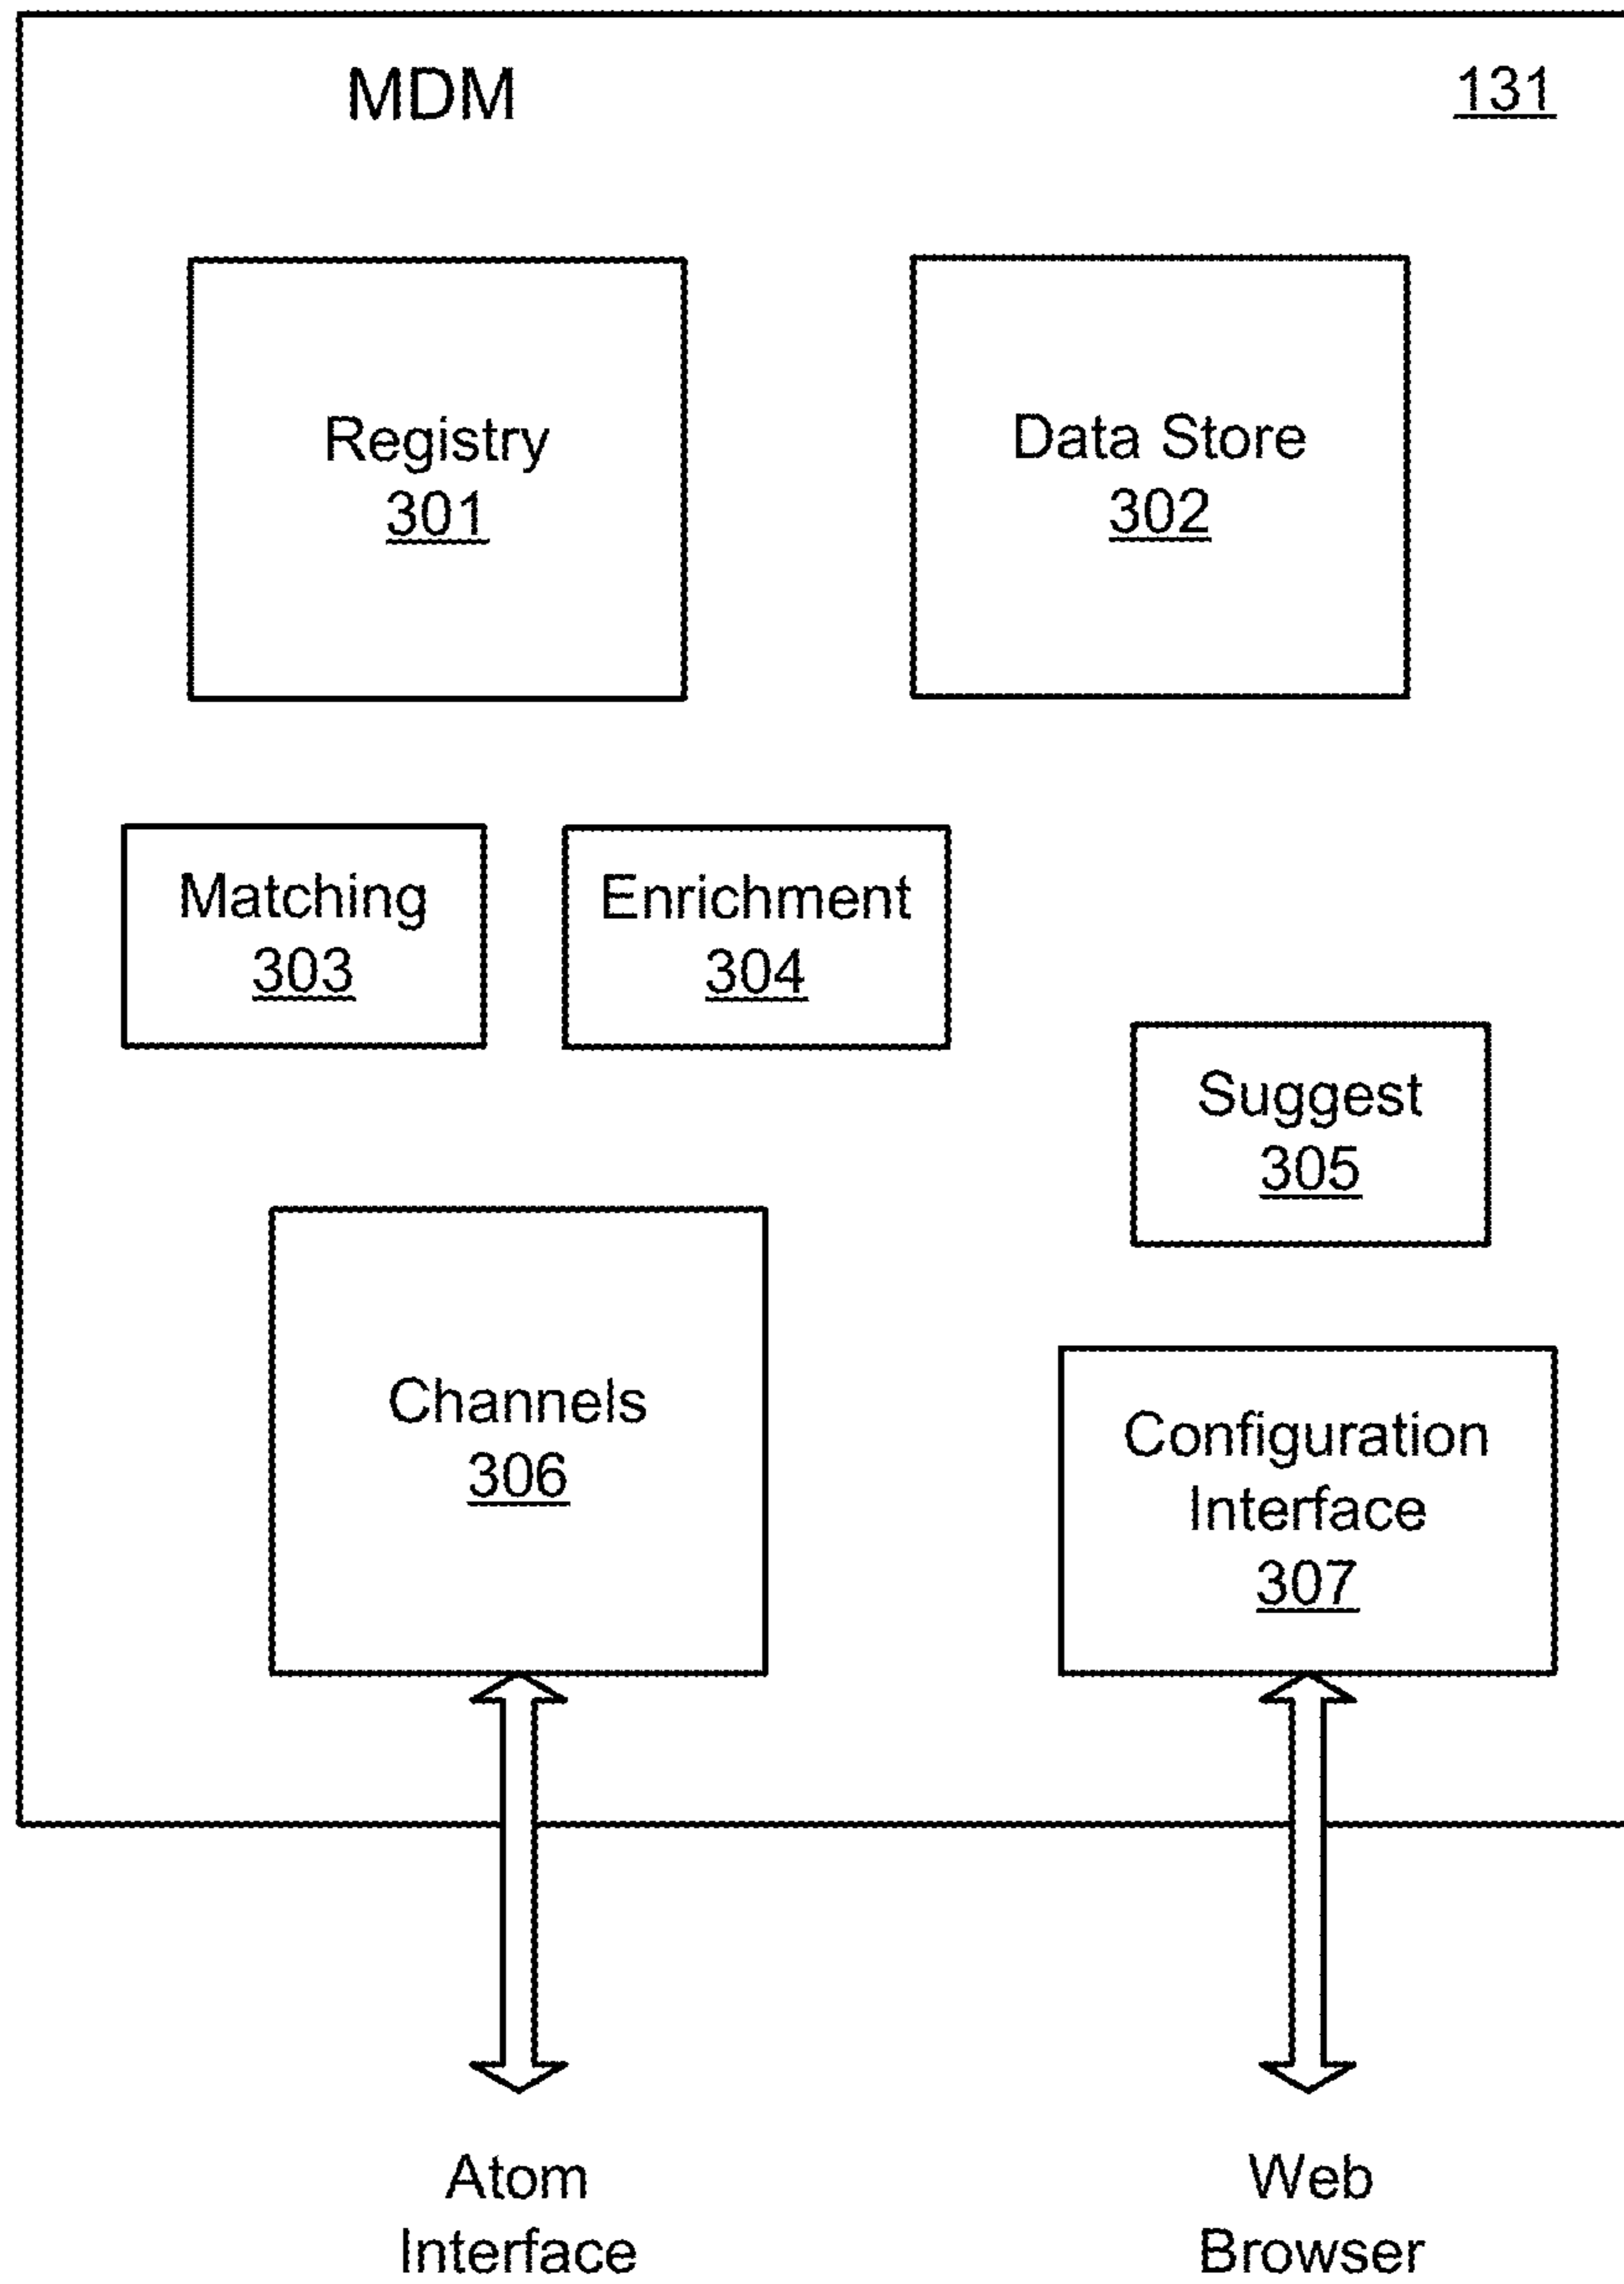 MDM 131
Registry
301
Data Store
302
Matching
303
Enrichment
304
Suggest
305
Channels
306
Configuration
Interface
307
Atom
Interface
Web
Browser